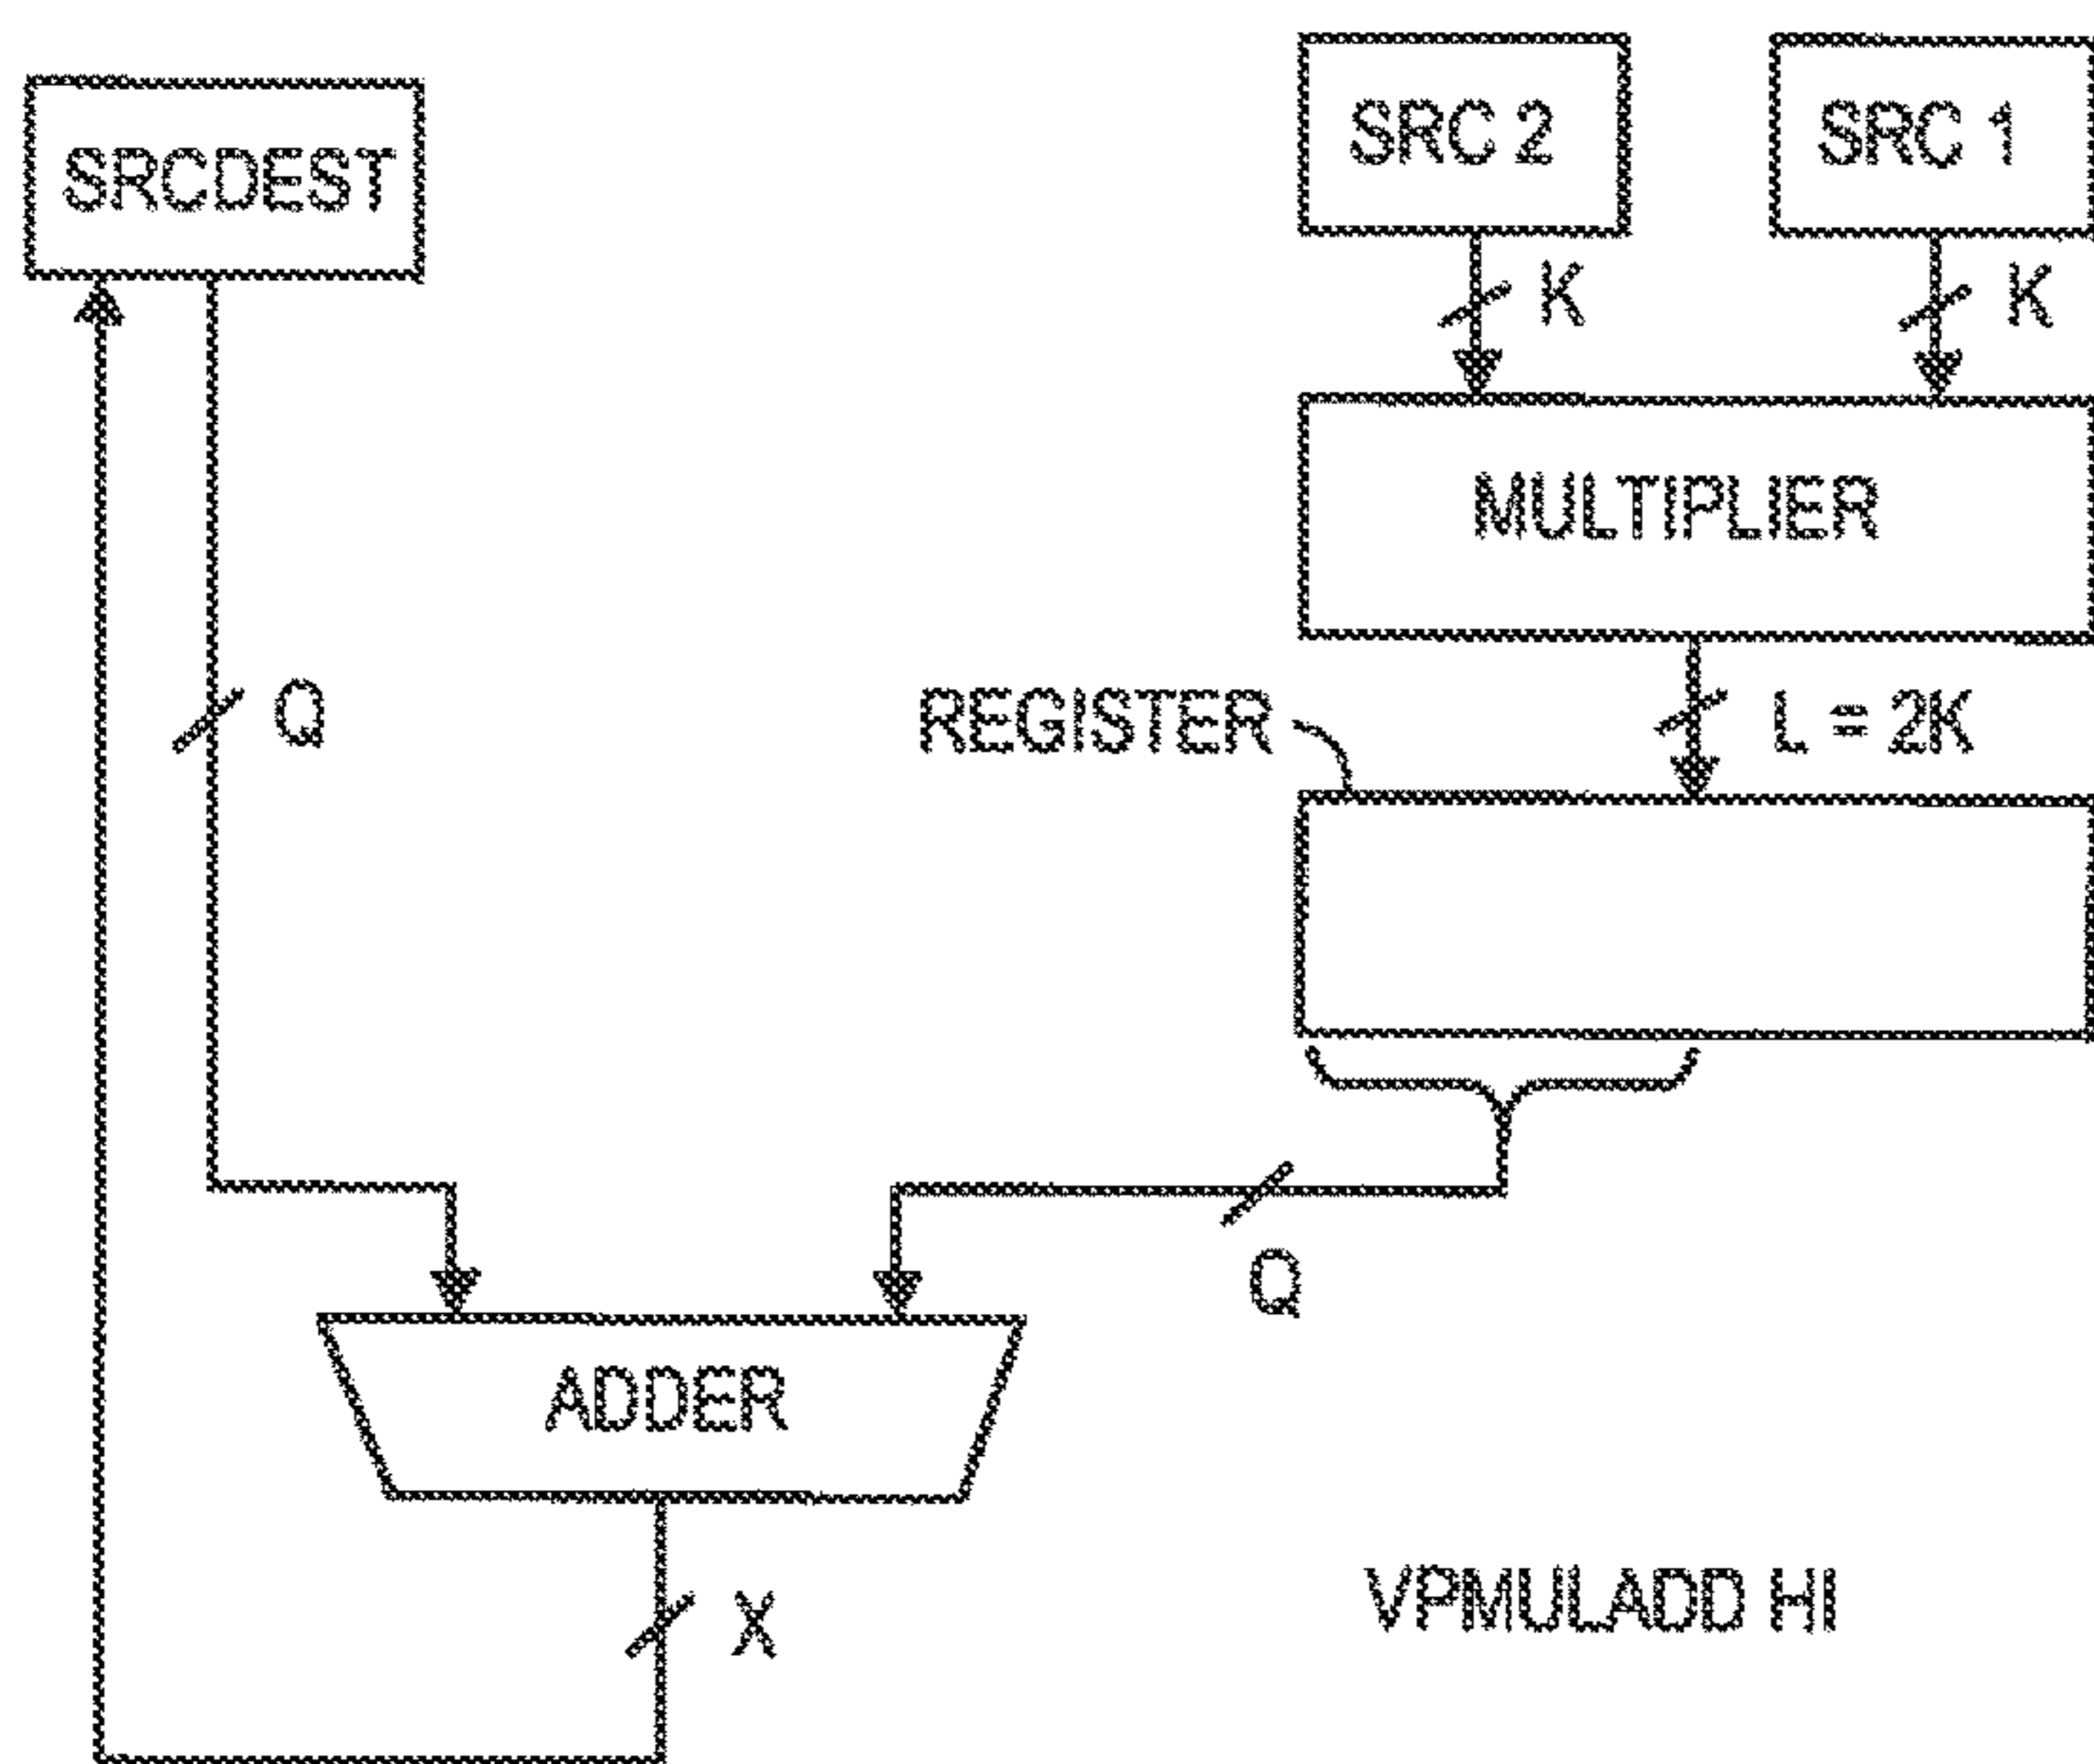 SRCDEST
SRC 2
SRC 1
K
K
MULTIPLIER
Q
REGISTER
L = 2K
Q
ADDER
X
VPMULADD HI